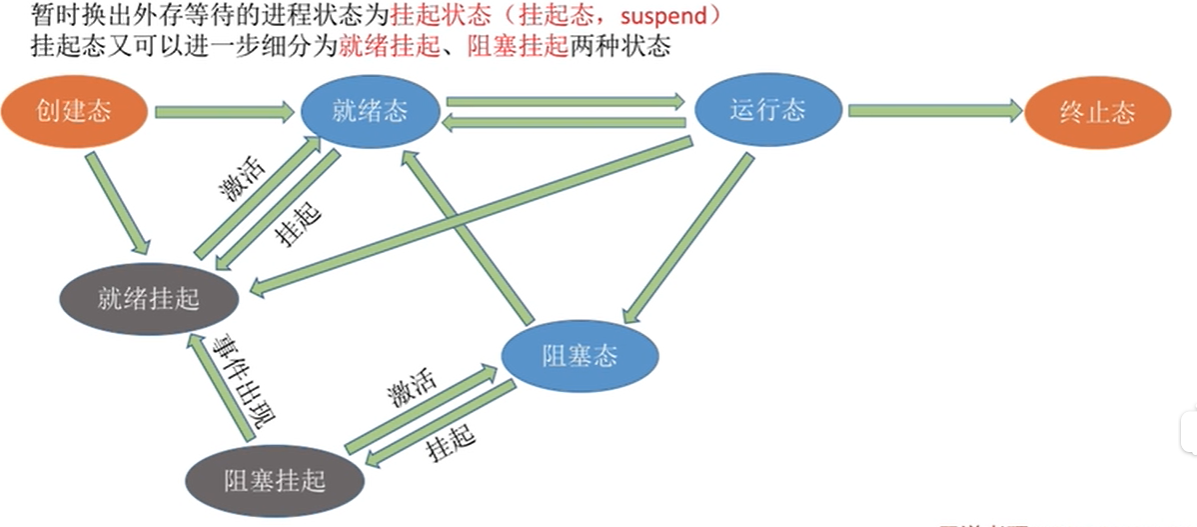 暂时换出外存等待的进程状态为挂起状态（挂起态，suspend）
挂起态又可以进一步细分为就绪挂起、阻塞挂起两种状态
创建态
就绪态
运行态
终止态
激活
挂起
就绪挂起
事件出现
阻塞态
激活
挂起
阻塞挂起